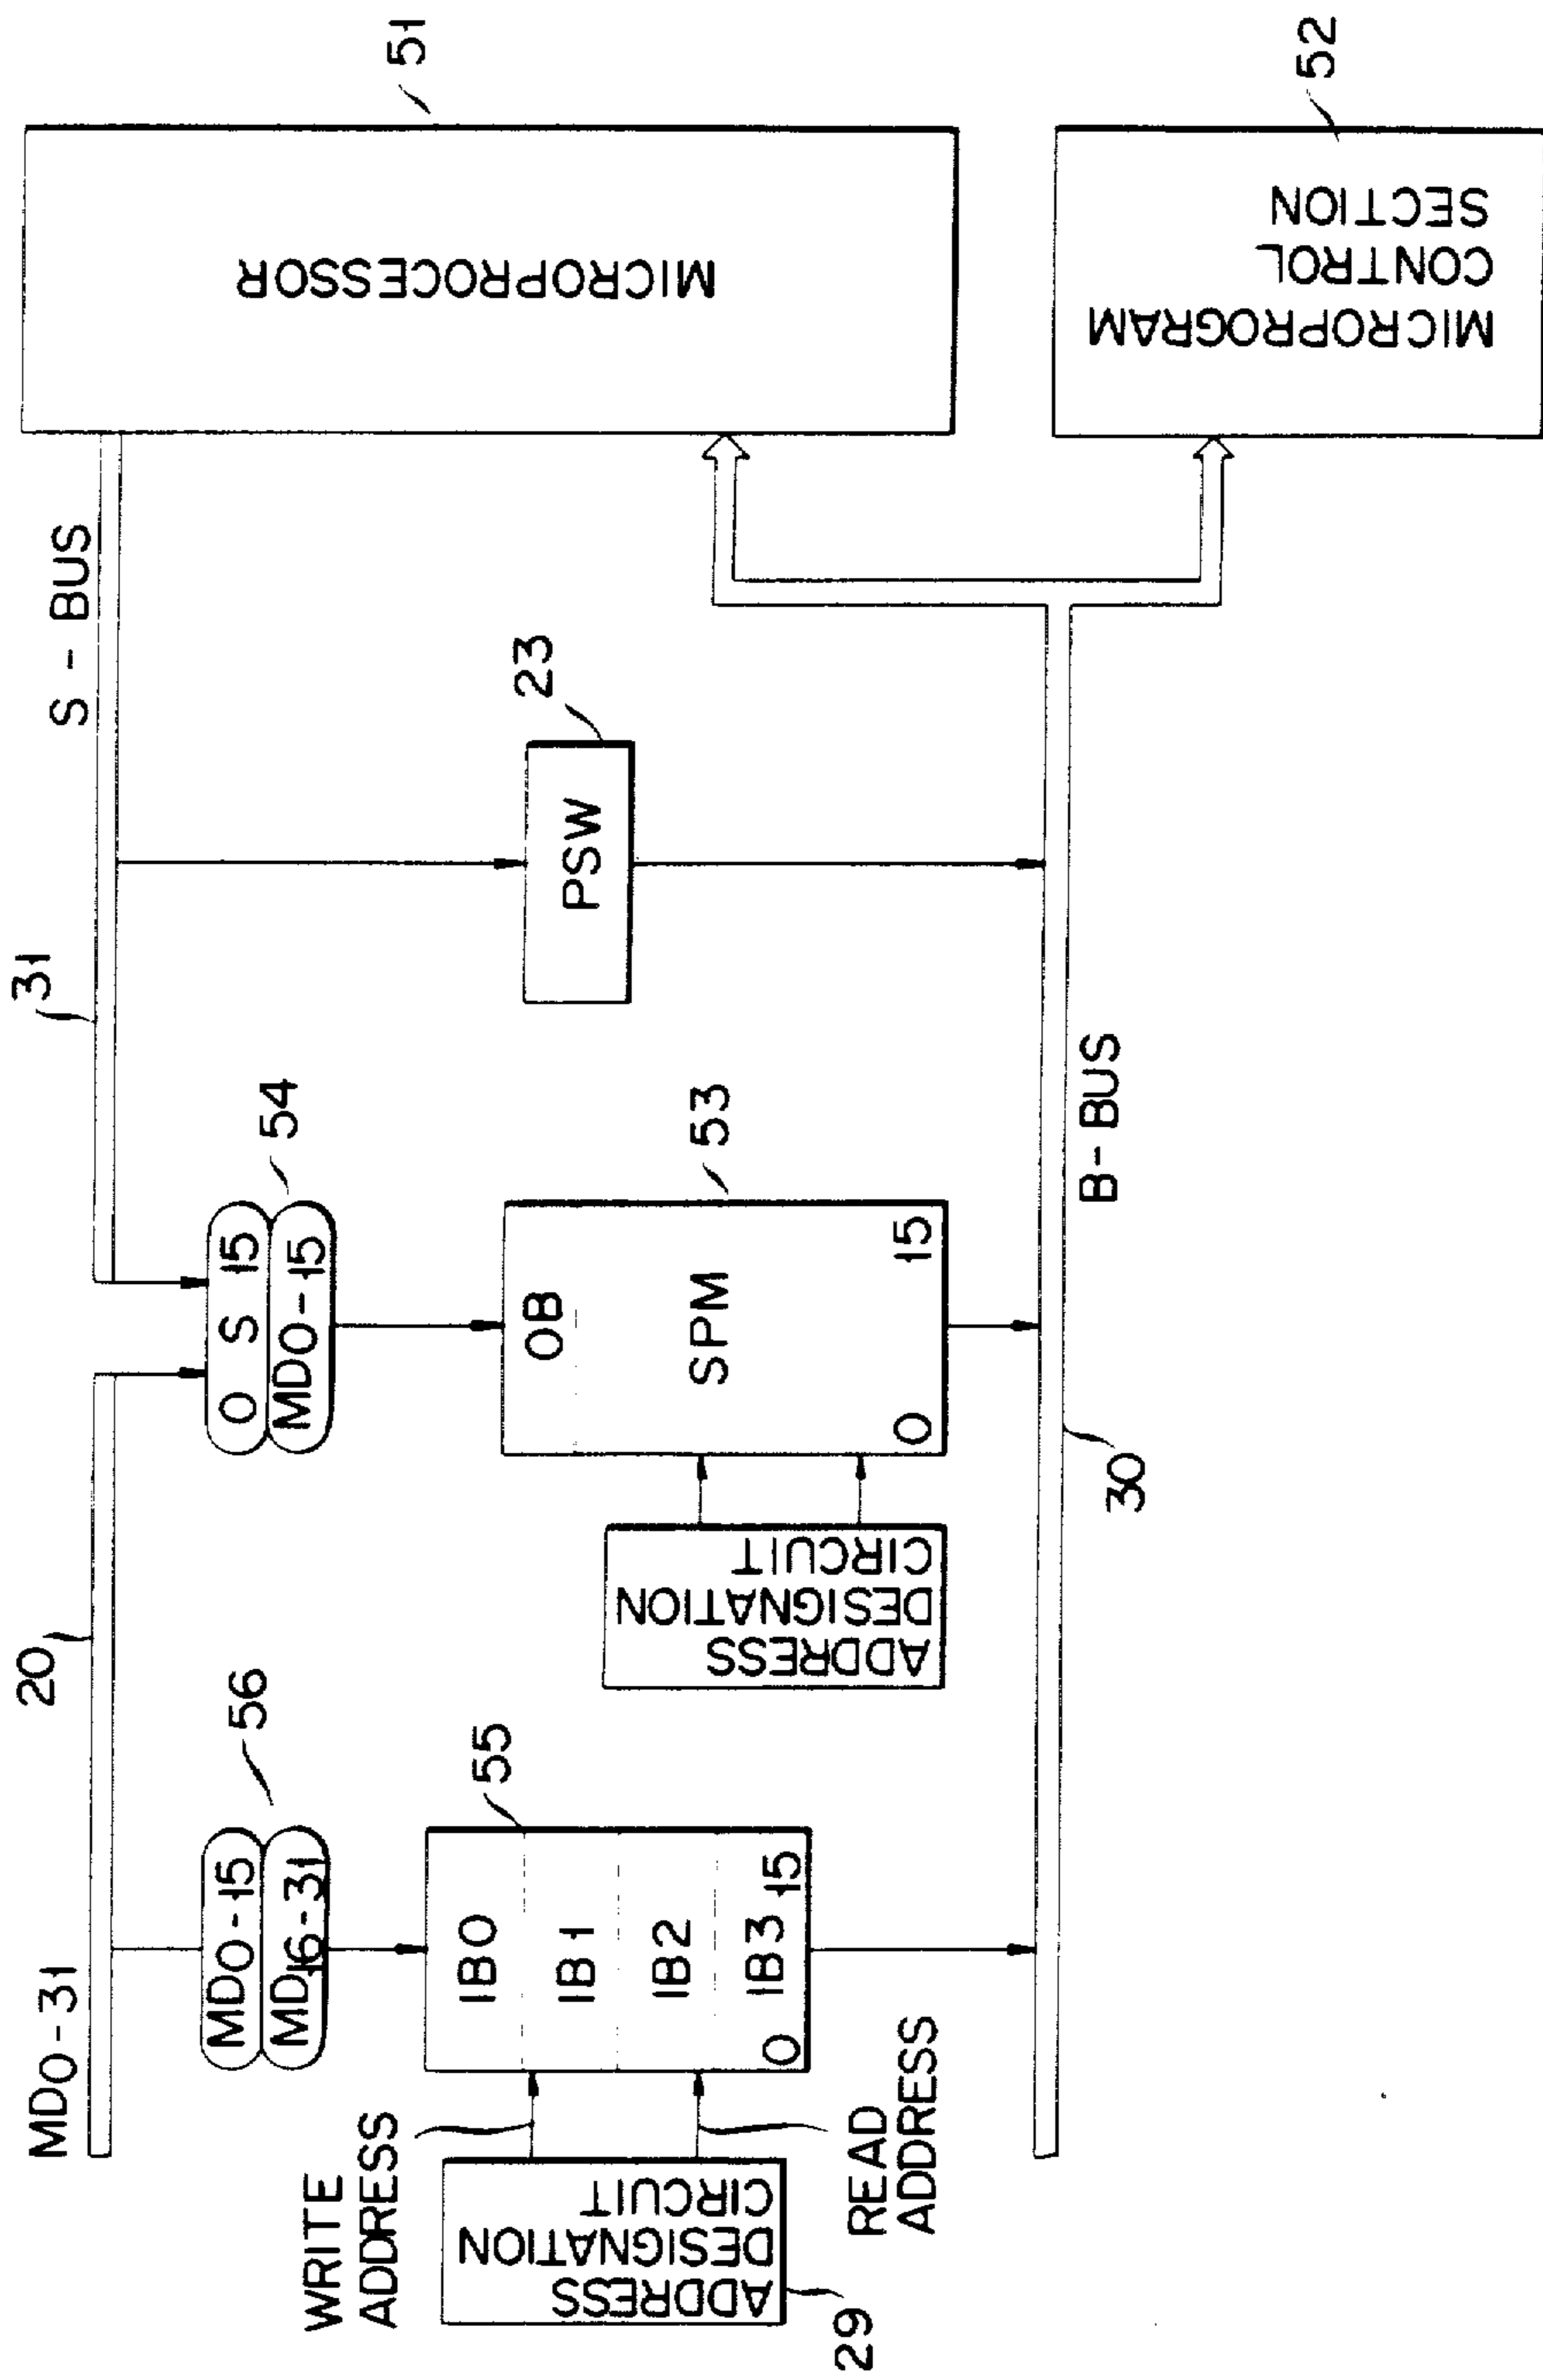 MD0-31
20
31
S - BUS
51
MD0-15
MD16-31
56
0 S 15
MD0-15
54
WRITE
ADDRESS
ADDRESS
DESIGNATION
CIRCUIT
29
READ
ADDRESS
IB0
IB1
IB2
IB3
0 15
55
ADDRESS
DESIGNATION
CIRCUIT
OB
SPM
0 15
53
PSW
23
MICROPROCESSOR
B-BUS
30
MICROPROGRAM
CONTROL
SECTION
52